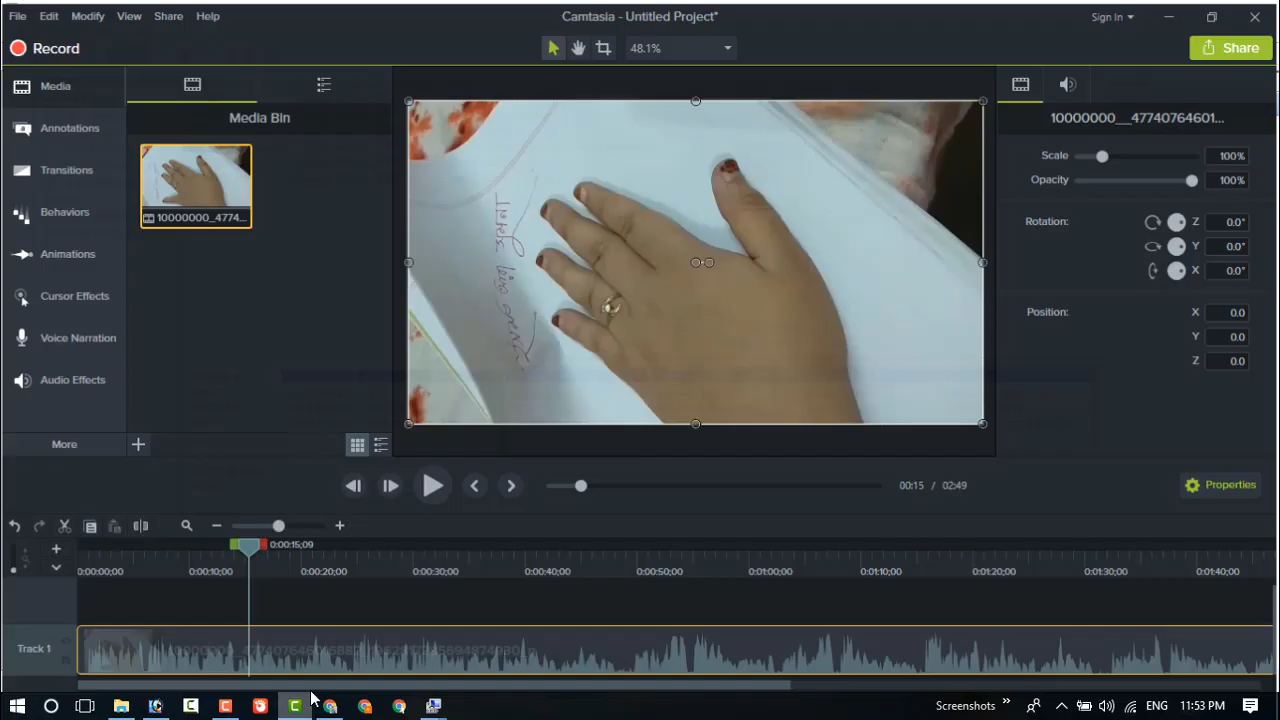 File Edit Modify View Share Help Camtasia - Untitled Project* Sign In
Record 48.1% Share
Media
Annotations
Transitions
Behaviors
Animations
Cursor Effects
Voice Narration
Audio Effects
More
Media Bin
10000000_4774...
10000000__47740764601...
Scale 100%
Opacity 100%
Rotation: Z 0.0°
Y 0.0°
X 0.0°
Position: X 0.0
Y 0.0
Z 0.0
00:15 / 02:49 Properties
0:00:15;09
0:00:00;00 0:00:10;00 0:00:20;00 0:00:30;00 0:00:40;00 0:00:50;00 0:01:00;00 0:01:10;00 0:01:20;00 0:01:30;00 0:01:40;00
Track 1
Screenshots ENG 11:53 PM